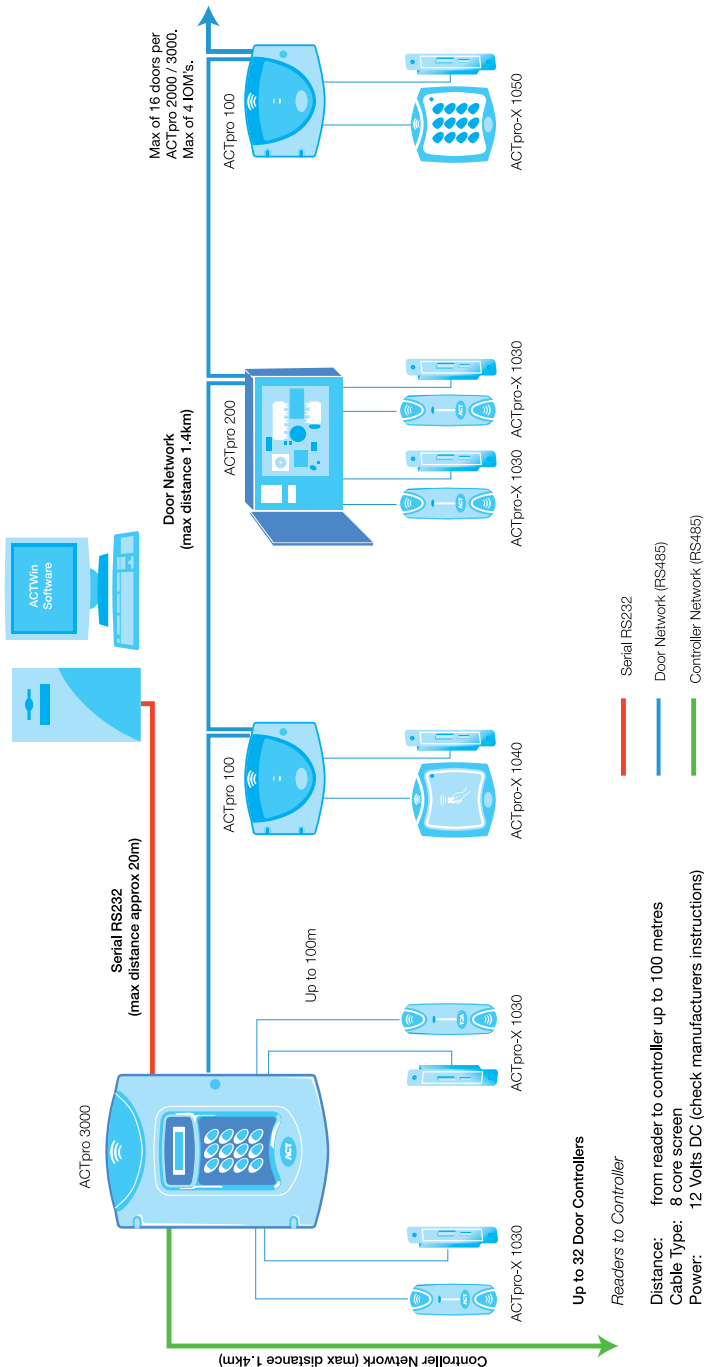 ACTWin
Software
Serial RS232
(max distance approx 20m)
Door Network
(max distance 1.4km)
Max of 16 doors per
ACTpro 2000 / 3000.
Max of 4 IOM's.
ACTpro 3000
ACT
ACTpro 100
ACTpro 200
ACTpro 100
Up to 100m
ACTpro-X 1030
ACT
ACTpro-X 1030
ACTpro-X 1040
ACT
ACTpro-X 1030
ACT
ACTpro-X 1030
ACTpro-X 1050
Controller Network (max distance 1.4km)
Up to 32 Door Controllers
Readers to Controller
Distance: from reader to controller up to 100 metres
Cable Type: 8 core screen
Power: 12 Volts DC (check manufacturers instructions)
Serial RS232
Door Network (RS485)
Controller Network (RS485)